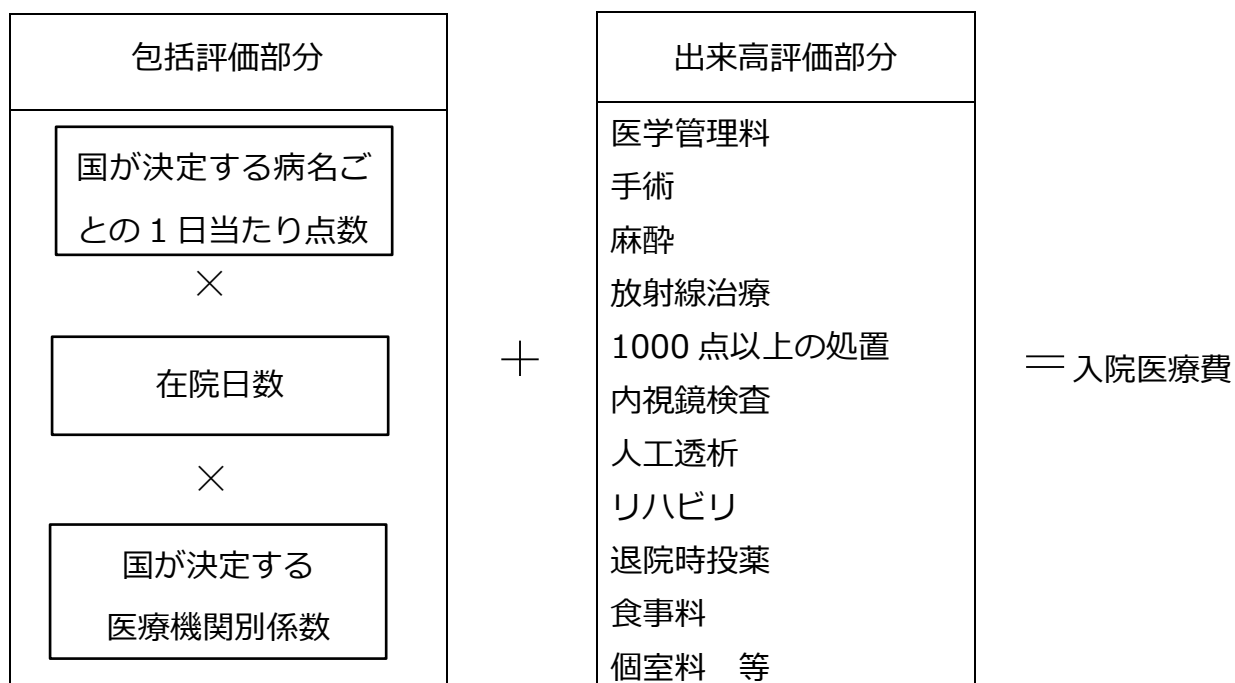 包括評価部分
国が決定する病名ご
との1日当たり点数
×
在院日数
×
国が決定する
医療機関別係数
+
出来高評価部分
医学管理料
手術
麻酔
放射線治療
1000点以上の処置
内視鏡検査
人工透析
リハビリ
退院時投薬
食事料
個室料　等
=入院医療費